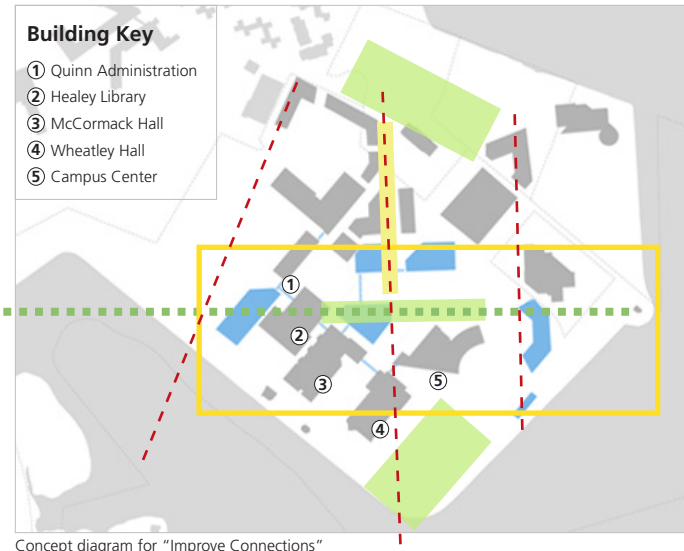 Building Key
1 Quinn Administration
2 Healey Library
3 McCormack Hall
4 Wheatley Hall
5 Campus Center
1
2
3
5
4
Concept diagram for “Improve Connections”